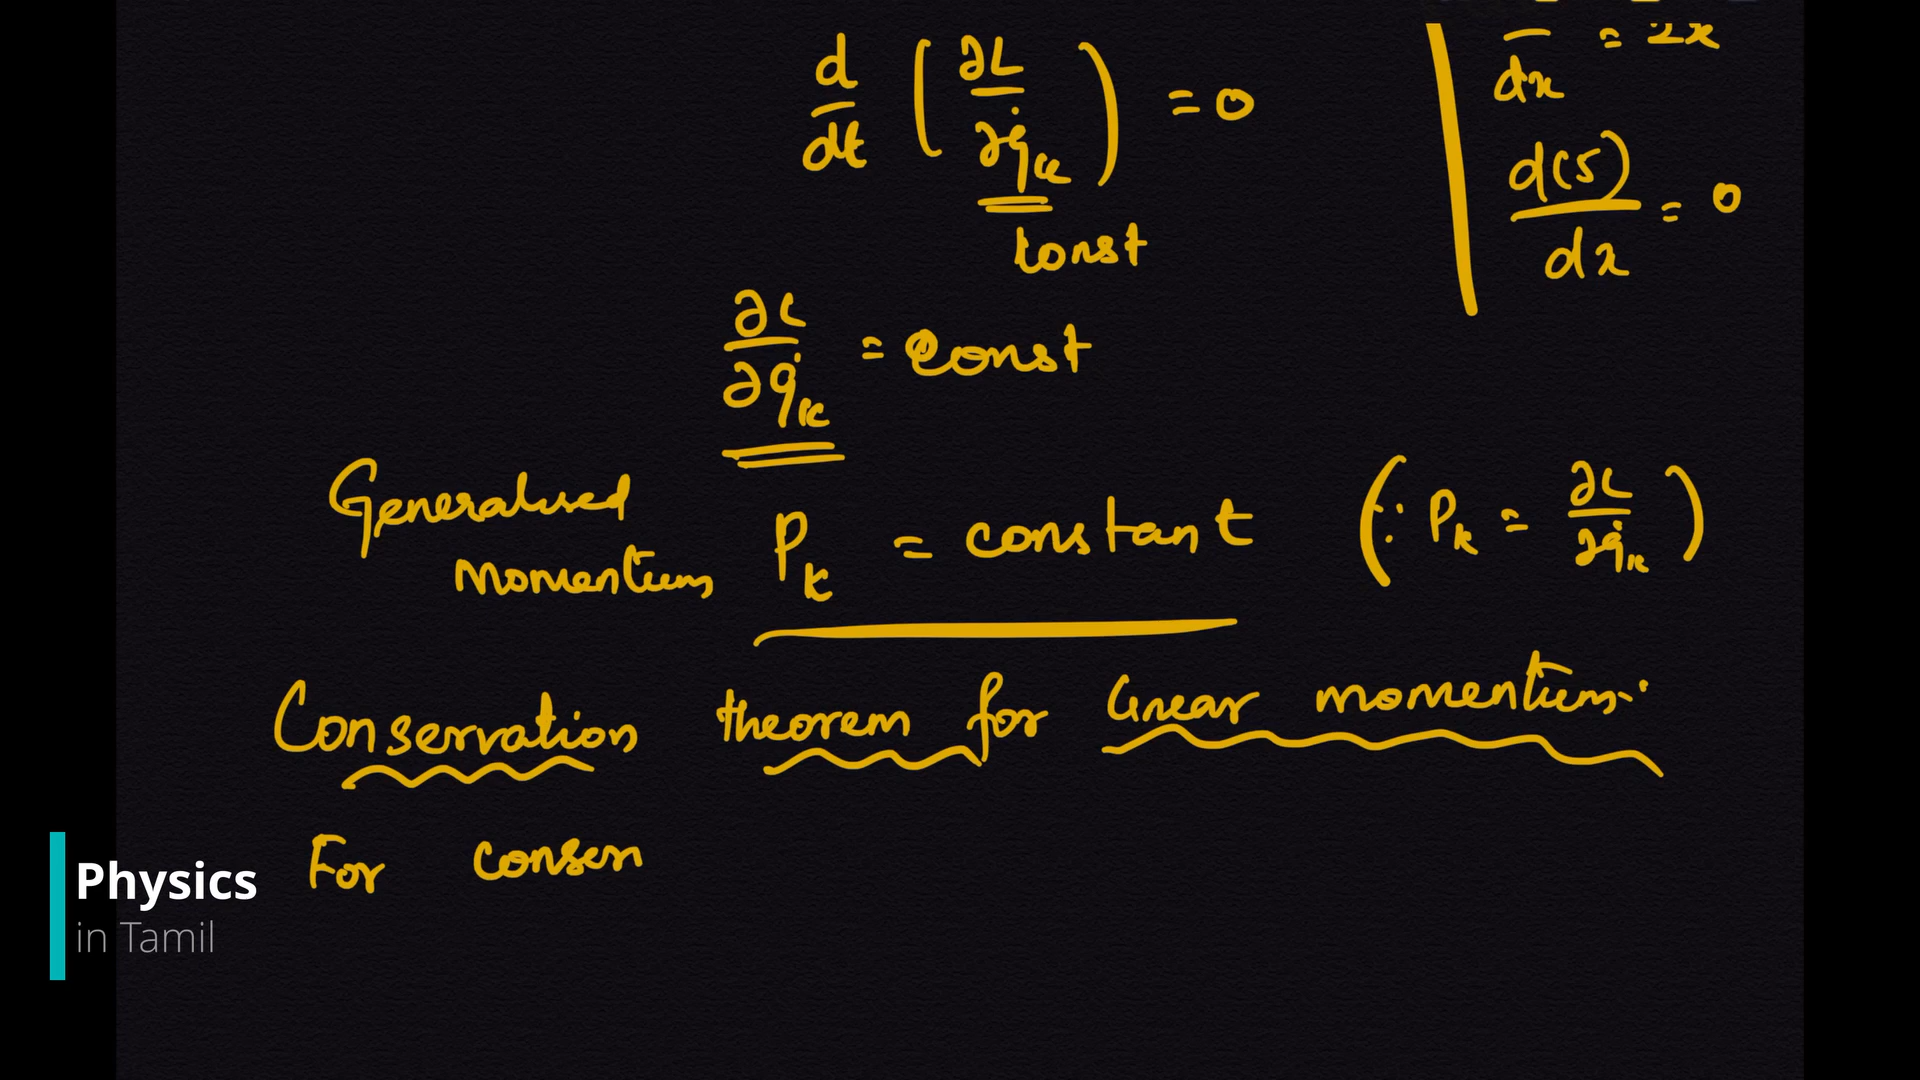 d/dt (∂L/∂q̇k) = 0
const
dx = 2x
d(5)/dx = 0
∂L/∂q̇k = const
Generalised
momentum
Pk = constant (∵ Pk = ∂L/∂q̇k)
Conservation theorem for linear momentum:
For conser
Physics
in Tamil